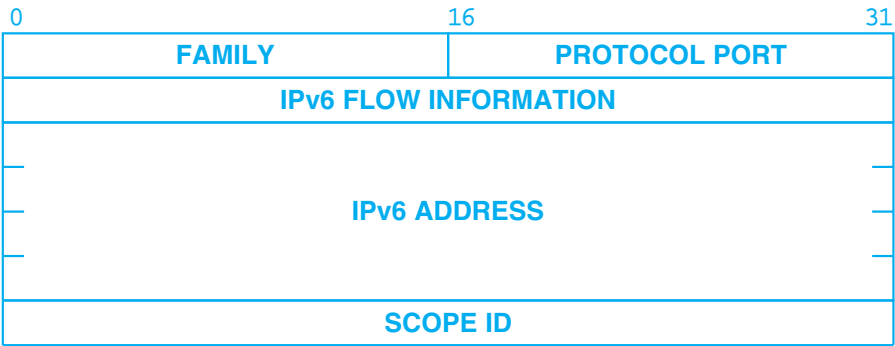 0 16 31
FAMILY PROTOCOL PORT
IPv6 FLOW INFORMATION
IPv6 ADDRESS
SCOPE ID